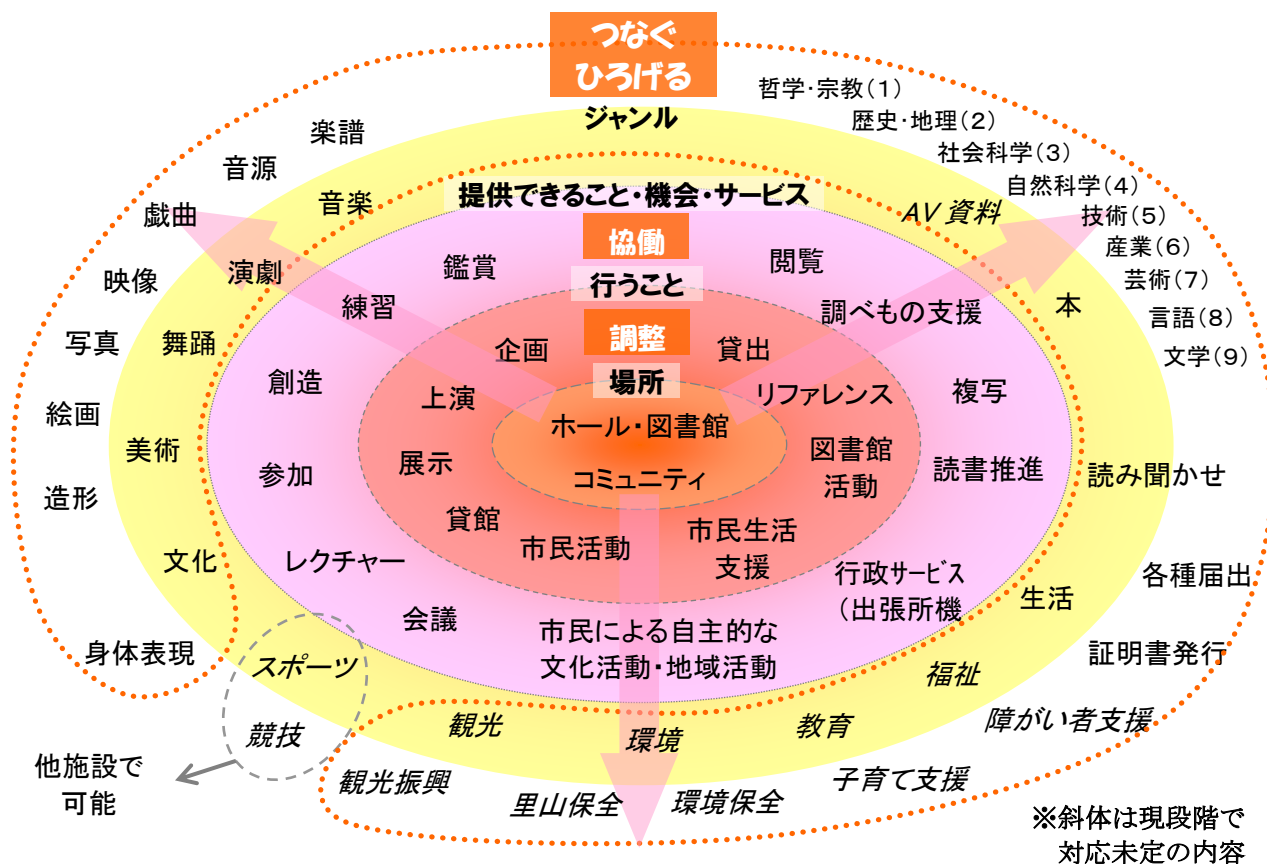 つなぐ
ひろげる
ジャンル
哲学・宗教(1)
歴史・地理(2)
社会科学(3)
自然科学(4)
技術(5)
産業(6)
芸術(7)
言語(8)
文学(9)
楽譜
音源
戯曲
映像
写真
絵画
造形
身体表現
音楽
演劇
舞踊
美術
文化
スポーツ
競技
他施設で
可能
AV 資料
本
読み聞かせ
各種届出
生活
証明書発行
福祉
障がい者支援
教育
子育て支援
環境
環境保全
里山保全
観光
観光振興
提供できること・機会・サービス
協働
行うこと
鑑賞
練習
創造
参加
レクチャー
会議
市民による自主的な
文化活動・地域活動
閲覧
調べもの支援
複写
読書推進
行政サービス
(出張所機
調整
場所
企画
上演
展示
貸館
市民活動
市民生活
支援
貸出
リファレンス
図書館
活動
ホール・図書館
コミュニティ
※斜体は現段階で
対応未定の内容